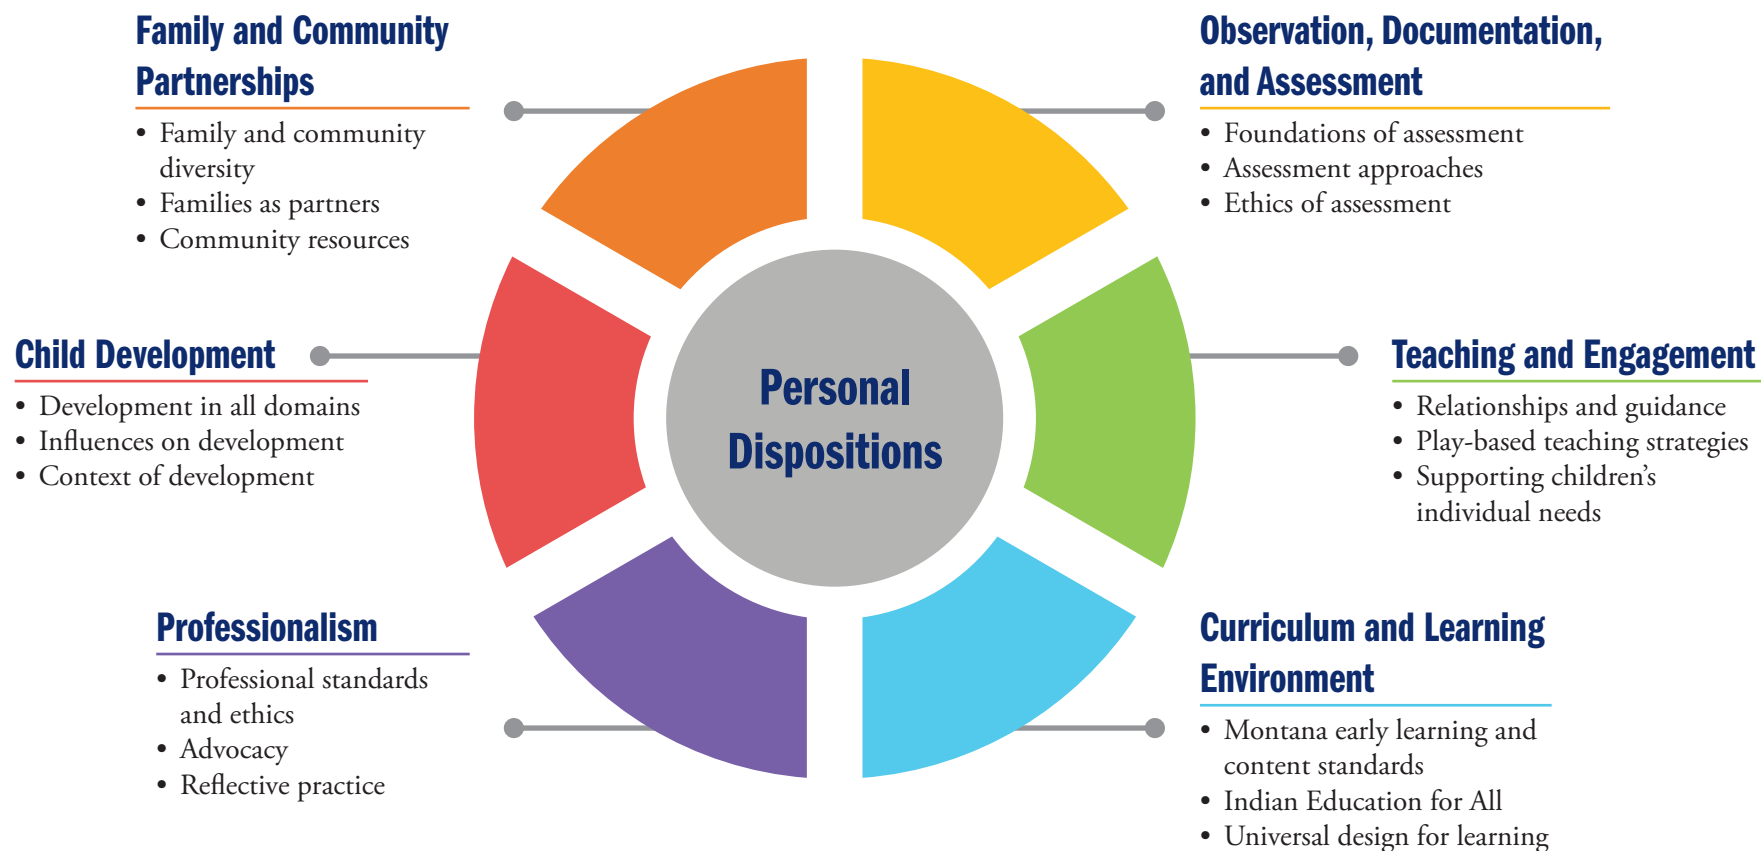 Family and Community
Partnerships
• Family and community
diversity
• Families as partners
• Community resources
Observation, Documentation,
and Assessment
• Foundations of assessment
• Assessment approaches
• Ethics of assessment
Child Development
• Development in all domains
• Influences on development
• Context of development
Personal
Dispositions
Teaching and Engagement
• Relationships and guidance
• Play-based teaching strategies
• Supporting children’s
individual needs
Professionalism
• Professional standards
and ethics
• Advocacy
• Reflective practice
Curriculum and Learning
Environment
• Montana early learning and
content standards
• Indian Education for All
• Universal design for learning